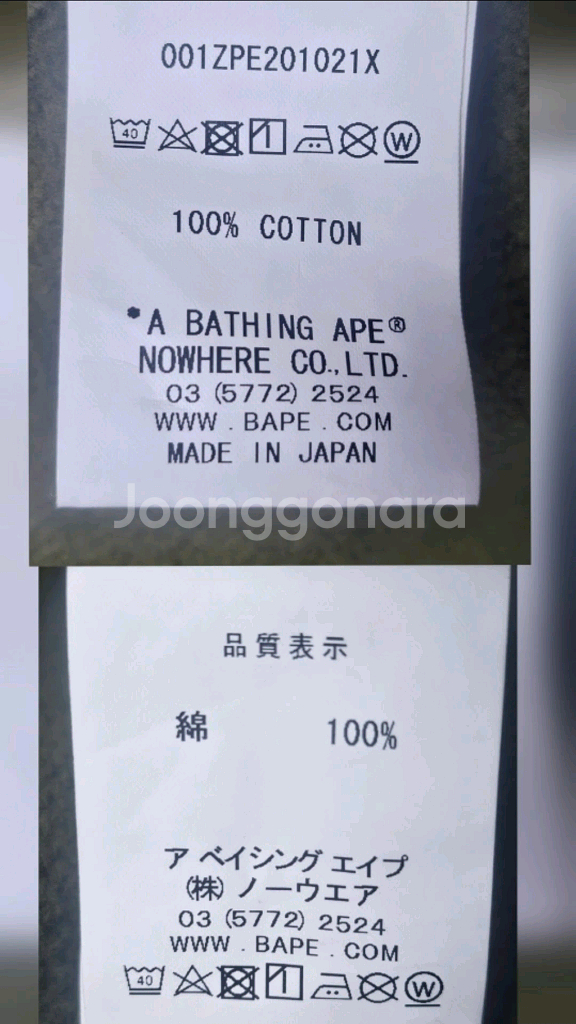 001ZPE201021X
40 W
100% COTTON
*A BATHING APE®
NOWHERE CO.,LTD.
03 (5772) 2524
WWW . BAPE . COM
MADE IN JAPAN
Joonggonara
品質表示
綿 100%
ア ベイシング エイプ
(株) ノーウエア
03 (5772) 2524
WWW . BAPE . COM
40 W